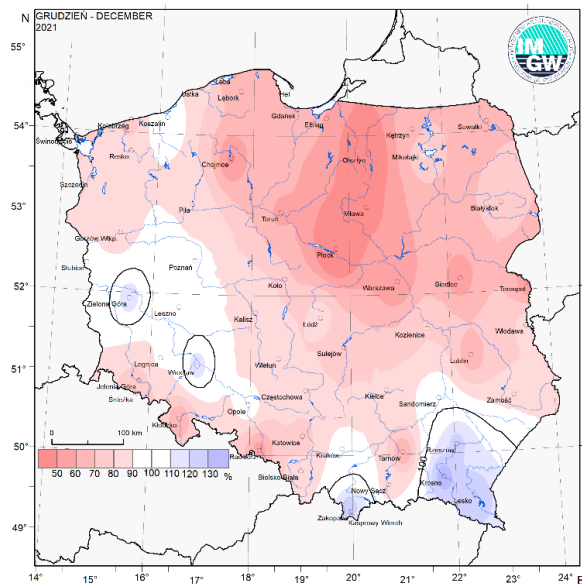 N
GRUDZIEŃ - DECEMBER
2021
IMGW
55°
54°
53°
52°
51°
50°
49°
Łeba
Ustka
Hel
Lębork
Gdańsk
Elbląg
Koszalin
Kołobrzeg
Świnoujście
Resko
Chojnice
Olsztyn
Kętrzyn
Mikołajki
Suwałki
Szczecin
Piła
Toruń
Mława
Białystok
Gorzów Wlkp.
Płock
Słubice
Poznań
Koło
Warszawa
Siedlce
Terespol
Zielona Góra
Leszno
Kalisz
Łódź
Kozienice
Włodawa
Sulejów
Legnica
Wrocław
Wieluń
Lublin
Jelenia Góra
Śnieżka
Opole
Częstochowa
Kielce
Sandomierz
Zamość
Kłodzko
Katowice
Kraków
Tarnów
Rzeszów
Bielsko-Biała
Nowy Sącz
Krosno
Lesko
Zakopane
Kasprowy Wierch
100
0 100 km
50 60 70 80 90 100 110 120 130 %
14° 15° 16° 17° 18° 19° 20° 21° 22° 23° 24° E